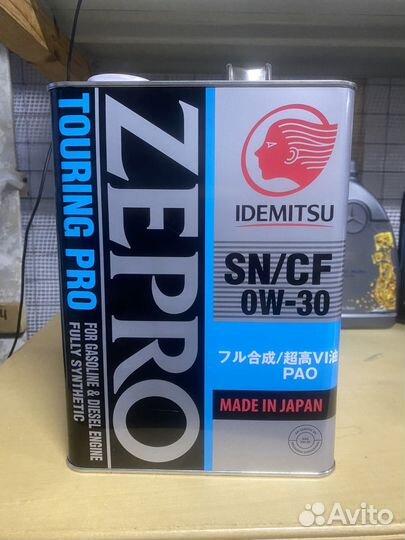 ZEPRO
TOURING PRO
FOR GASOLINE & DIESEL ENGINE
FULLY SYNTHETIC
IDEMITSU
SN/CF
0W-30
フル合成/超高VI油
PAO
MADE IN JAPAN
Avito